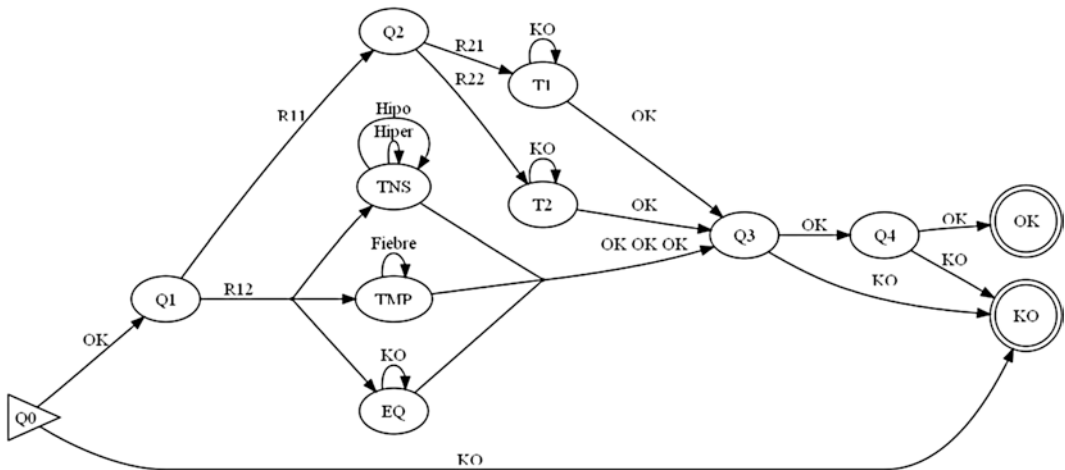 Q2
R21
R22
KO
T1
OK
R11
Hipo
Hiper
TNS
KO
T2
OK
Fiebre
TMP
OK OK OK
Q3
OK
Q4
OK
OK
KO
KO
KO
Q1
R12
KO
EQ
OK
Q0
KO